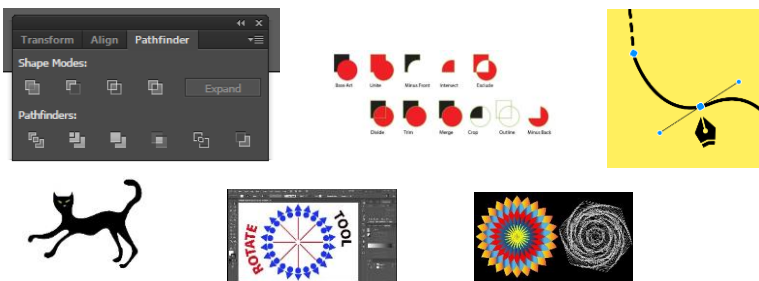 Transform Align Pathfinder
Shape Modes:
Expand
Pathfinders:
Base Art Unite Minus Front Intersect Exclude
Divide Trim Merge Crop Outline Minus Back
ROTATE TOOL